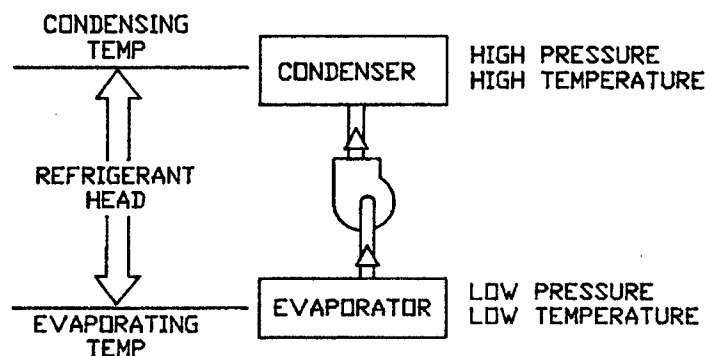 CONDENSING
TEMP
CONDENSER
HIGH PRESSURE
HIGH TEMPERATURE
REFRIGERANT
HEAD
EVAPORATOR
LOW PRESSURE
LOW TEMPERATURE
EVAPORATING
TEMP